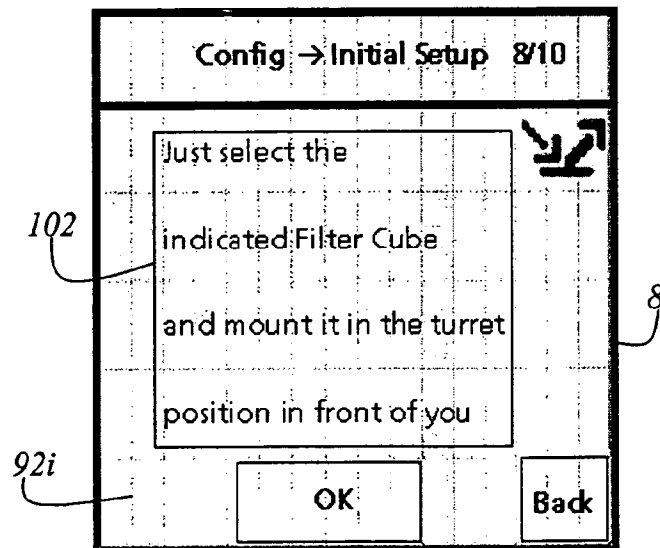 Config → Initial Setup 8/10
Just select the
indicated Filter Cube
and mount it in the turret
position in front of you
OK
Back
102
92i
8